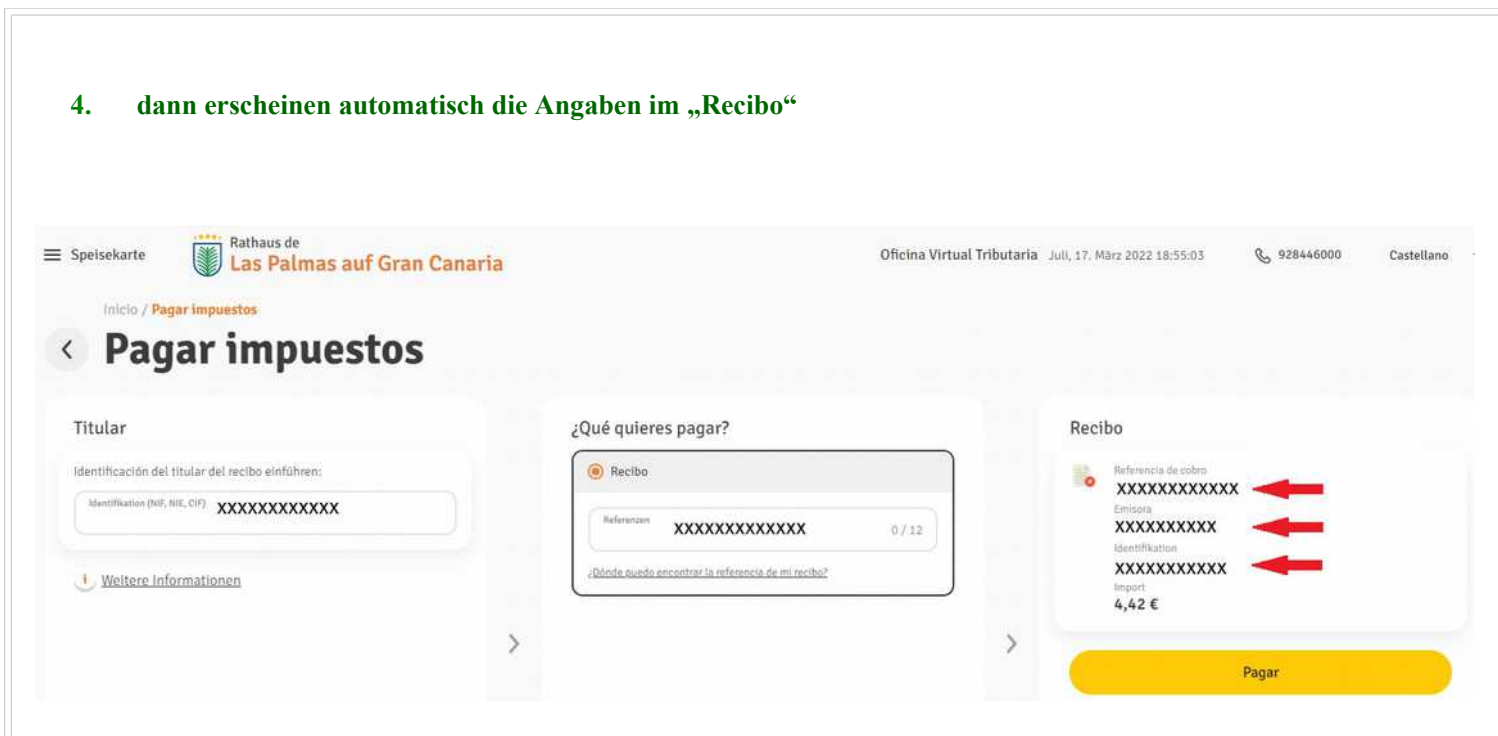 4. dann erscheinen automatisch die Angaben im „Recibo“
Speisekarte
Rathaus de
Las Palmas auf Gran Canaria
Oficina Virtual Tributaria Juli, 17. März 2022 18:55:03
928446000
Castellano
Inicio / Pagar impuestos
Pagar impuestos
Titular
Identificación del titular del recibo einführen:
Identifikation (NIF, NIE, CIF) XXXXXXXXXXXX
Weitere Informationen
¿Qué quieres pagar?
Recibo
Referenzen XXXXXXXXXXXXX 0 / 12
¿Dónde puedo encontrar la referencia de mi recibo?
Recibo
Referencia de cobro
XXXXXXXXXXXX
Emisora
XXXXXXXXXX
Identifikation
XXXXXXXXXXX
Import
4,42 €
Pagar